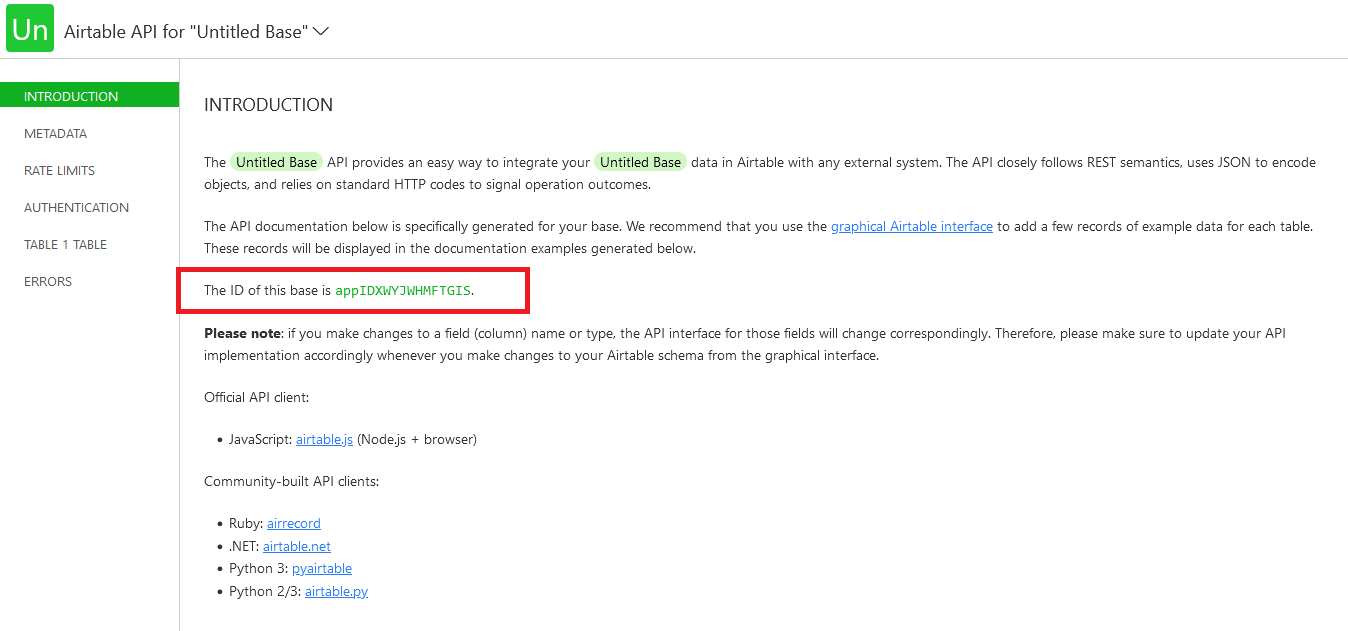 Un
Airtable API for "Untitled Base"
INTRODUCTION
METADATA
RATE LIMITS
AUTHENTICATION
TABLE 1 TABLE
ERRORS
INTRODUCTION
The Untitled Base API provides an easy way to integrate your Untitled Base data in Airtable with any external system. The API closely follows REST semantics, uses JSON to encode
objects, and relies on standard HTTP codes to signal operation outcomes.
The API documentation below is specifically generated for your base. We recommend that you use the graphical Airtable interface to add a few records of example data for each table.
These records will be displayed in the documentation examples generated below.
The ID of this base is appIDXWYJWHMFTGIS.
Please note: if you make changes to a field (column) name or type, the API interface for those fields will change correspondingly. Therefore, please make sure to update your API
implementation accordingly whenever you make changes to your Airtable schema from the graphical interface.
Official API client:
• JavaScript: airtable.js (Node.js + browser)
Community-built API clients:
• Ruby: airrecord
• .NET: airtable.net
• Python 3: pyairtable
• Python 2/3: airtable.py